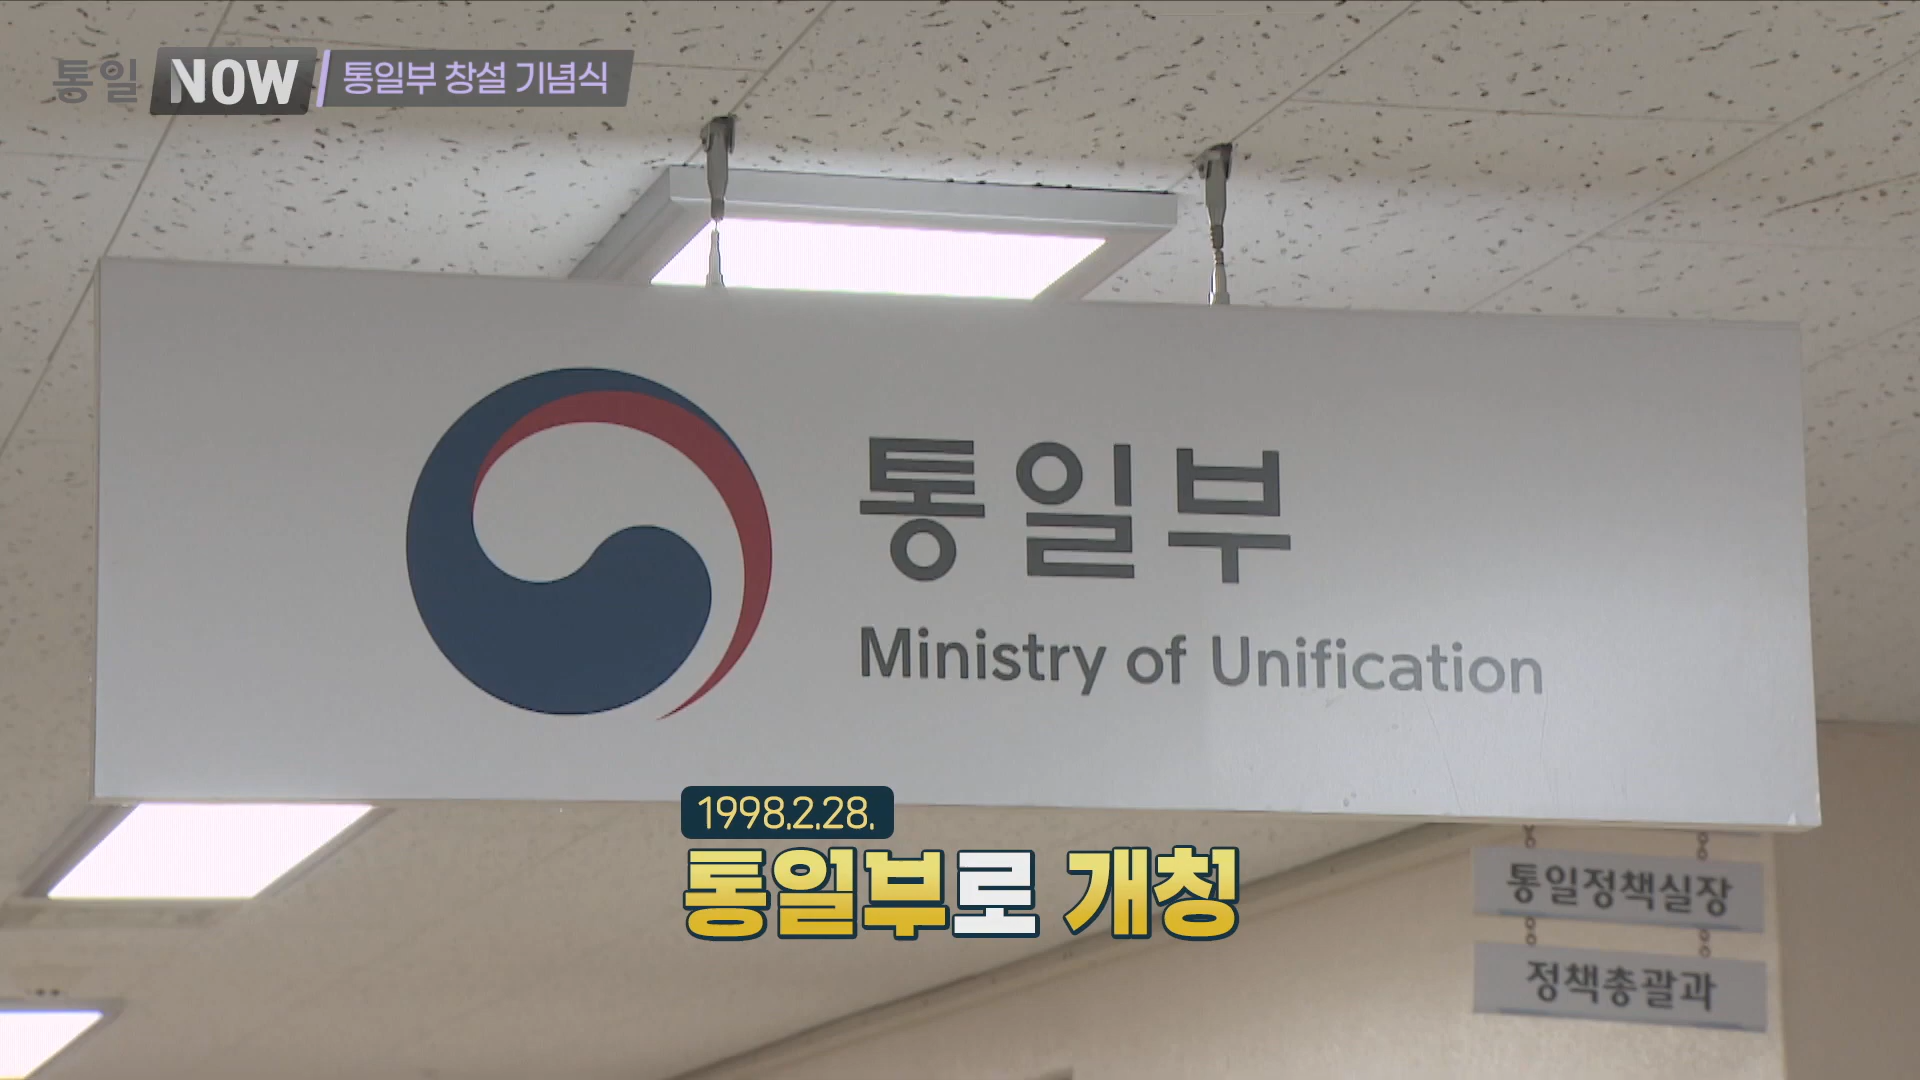 통일 NOW 통일부 창설 기념식
통일부
Ministry of Unification
1998.2.28.
통일부로 개칭
통일정책실장
정책총괄과